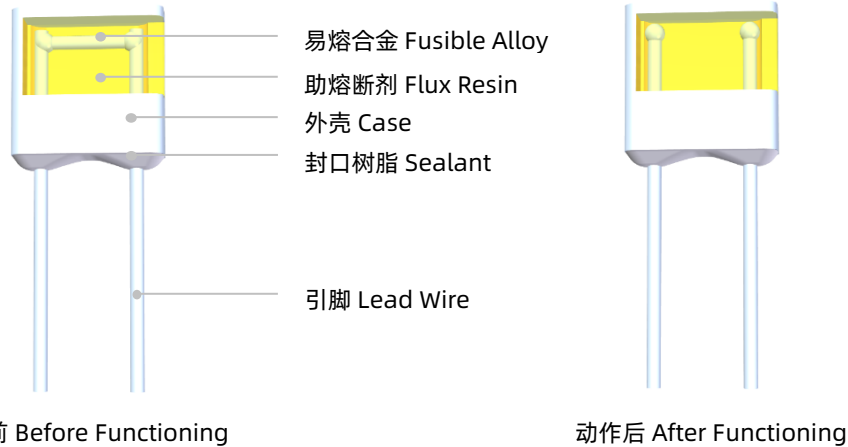 易熔合金 Fusible Alloy
助熔断剂 Flux Resin
外壳 Case
封口树脂 Sealant
引脚 Lead Wire
前 Before Functioning
动作后 After Functioning